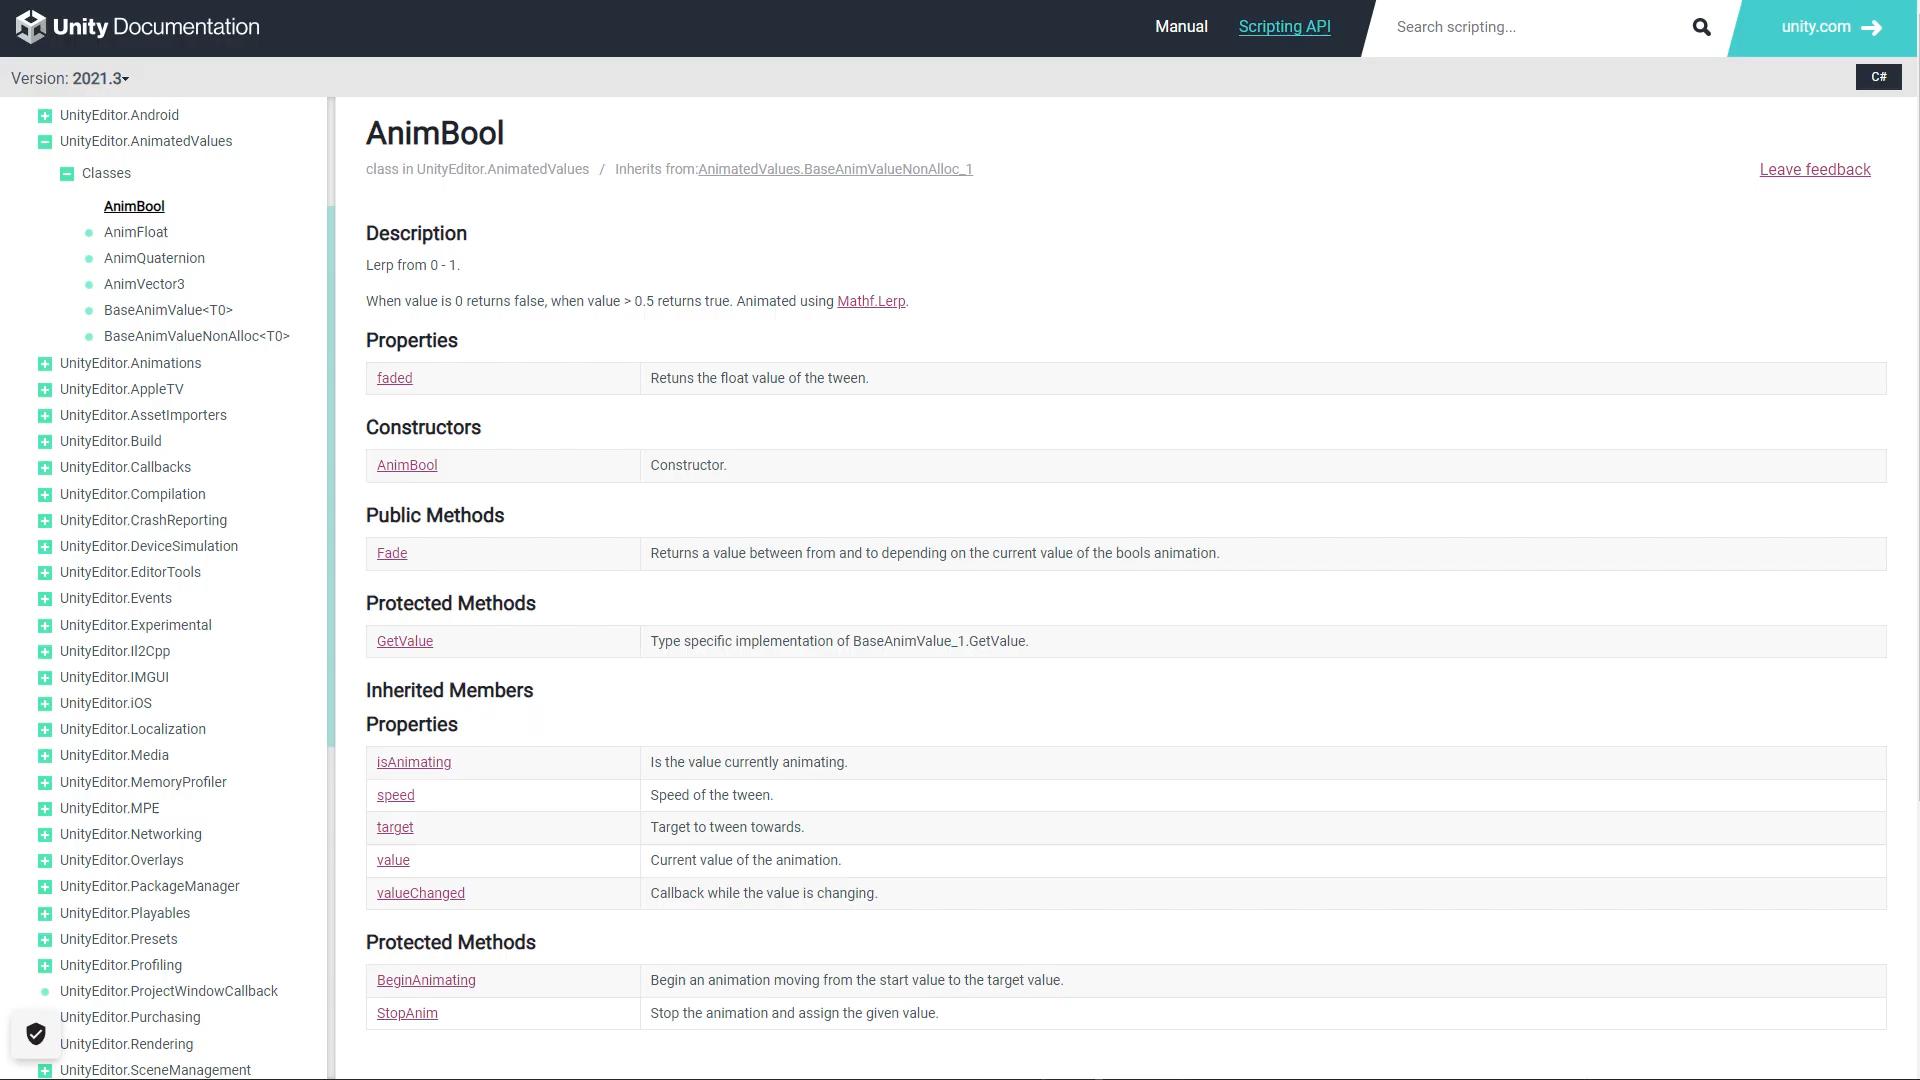 Unity Documentation
Manual
Scripting API
Search scripting...
unity.com
Version: 2021.3
C#
UnityEditor.Android
UnityEditor.AnimatedValues
Classes
AnimBool
AnimFloat
AnimQuaternion
AnimVector3
BaseAnimValue<T0>
BaseAnimValueNonAlloc<T0>
UnityEditor.Animations
UnityEditor.AppleTV
UnityEditor.AssetImporters
UnityEditor.Build
UnityEditor.Callbacks
UnityEditor.Compilation
UnityEditor.CrashReporting
UnityEditor.DeviceSimulation
UnityEditor.EditorTools
UnityEditor.Events
UnityEditor.Experimental
UnityEditor.Il2Cpp
UnityEditor.IMGUI
UnityEditor.iOS
UnityEditor.Localization
UnityEditor.Media
UnityEditor.MemoryProfiler
UnityEditor.MPE
UnityEditor.Networking
UnityEditor.Overlays
UnityEditor.PackageManager
UnityEditor.Playables
UnityEditor.Presets
UnityEditor.Profiling
UnityEditor.ProjectWindowCallback
UnityEditor.Purchasing
UnityEditor.Rendering
UnityEditor.SceneManagement
AnimBool
class in UnityEditor.AnimatedValues / Inherits from:AnimatedValues.BaseAnimValueNonAlloc_1
Leave feedback
Description
Lerp from 0 - 1.
When value is 0 returns false, when value > 0.5 returns true. Animated using Mathf.Lerp.
Properties
faded Retuns the float value of the tween.
Constructors
AnimBool Constructor.
Public Methods
Fade Returns a value between from and to depending on the current value of the bools animation.
Protected Methods
GetValue Type specific implementation of BaseAnimValue_1.GetValue.
Inherited Members
Properties
isAnimating Is the value currently animating.
speed Speed of the tween.
target Target to tween towards.
value Current value of the animation.
valueChanged Callback while the value is changing.
Protected Methods
BeginAnimating Begin an animation moving from the start value to the target value.
StopAnim Stop the animation and assign the given value.